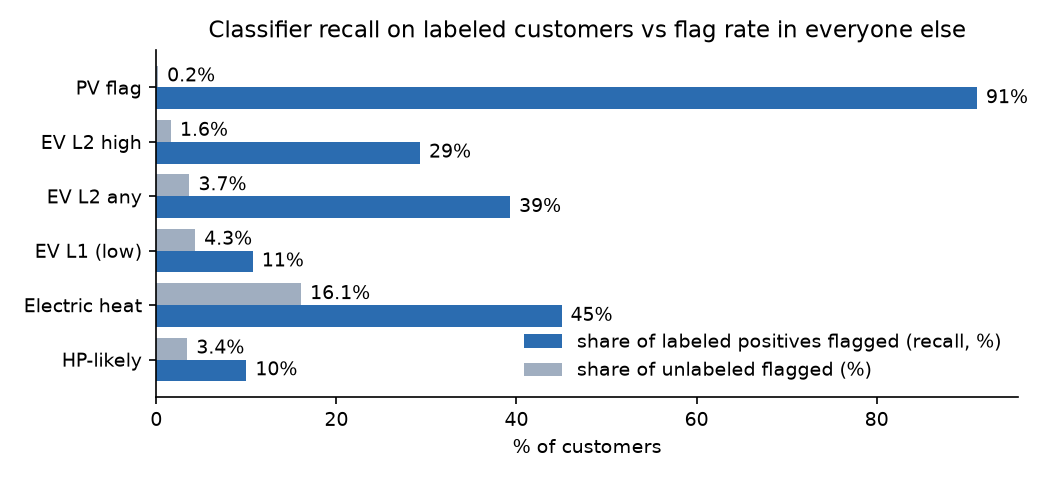 Classifier recall on labeled customers vs flag rate in everyone else
PV flag
0.2%
91%
EV L2 high
1.6%
29%
EV L2 any
3.7%
39%
EV L1 (low)
4.3%
11%
Electric heat
16.1%
45%
HP-likely
3.4%
10%
share of labeled positives flagged (recall, %)
share of unlabeled flagged (%)
0 20 40 60 80
% of customers